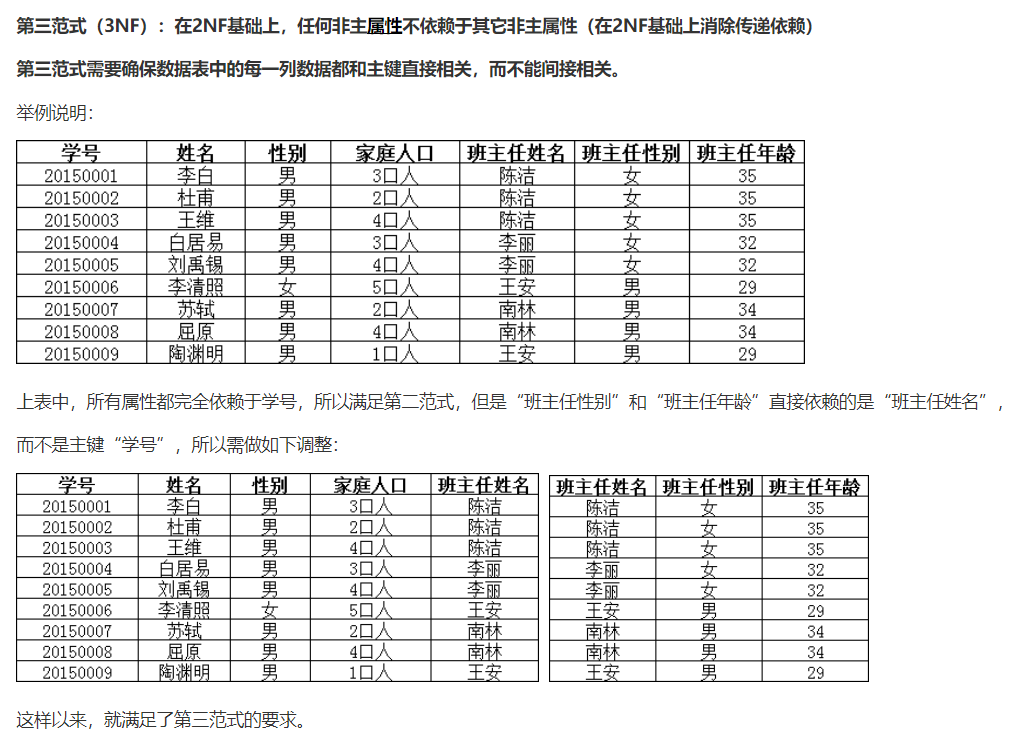 第三范式（3NF）：在2NF基础上，任何非主属性不依赖于其它非主属性（在2NF基础上消除传递依赖）
第三范式需要确保数据表中的每一列数据都和主键直接相关，而不能间接相关。
举例说明：
学号 姓名 性别 家庭人口 班主任姓名 班主任性别 班主任年龄
20150001 李白 男 3口人 陈洁 女 35
20150002 杜甫 男 2口人 陈洁 女 35
20150003 王维 男 4口人 陈洁 女 35
20150004 白居易 男 3口人 李丽 女 32
20150005 刘禹锡 男 4口人 李丽 女 32
20150006 李清照 女 5口人 王安 男 29
20150007 苏轼 男 2口人 南林 男 34
20150008 屈原 男 4口人 南林 男 34
20150009 陶渊明 男 1口人 王安 男 29
上表中，所有属性都完全依赖于学号，所以满足第二范式，但是“班主任性别”和“班主任年龄”直接依赖的是“班主任姓名”，
而不是主键“学号”，所以需做如下调整：
学号 姓名 性别 家庭人口 班主任姓名
20150001 李白 男 3口人 陈洁
20150002 杜甫 男 2口人 陈洁
20150003 王维 男 4口人 陈洁
20150004 白居易 男 3口人 李丽
20150005 刘禹锡 男 4口人 李丽
20150006 李清照 女 5口人 王安
20150007 苏轼 男 2口人 南林
20150008 屈原 男 4口人 南林
20150009 陶渊明 男 1口人 王安
班主任姓名 班主任性别 班主任年龄
陈洁 女 35
陈洁 女 35
陈洁 女 35
李丽 女 32
李丽 女 32
王安 男 29
南林 男 34
南林 男 34
王安 男 29
这样以来，就满足了第三范式的要求。